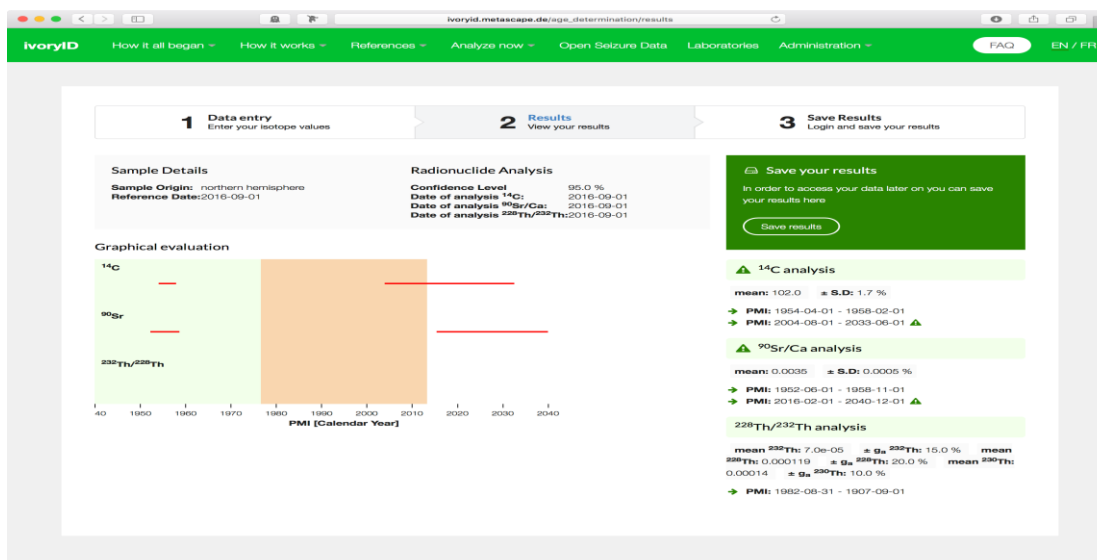 ivoryid.metascape.de/age_determination/results
ivoryID How it all began How it works References Analyze now Open Seizure Data Laboratories Administration FAQ EN / FR
1 Data entry
Enter your isotope values
2 Results
View your results
3 Save Results
Login and save your results
Sample Details
Sample Origin: northern hemisphere
Reference Date:2016-09-01
Radionuclide Analysis
Confidence Level 95.0 %
Date of analysis ¹⁴C: 2016-09-01
Date of analysis ⁹⁰Sr/Ca: 2016-09-01
Date of analysis ²²⁸Th/²³²Th:2016-09-01
Save your results
In order to access your data later on you can save
your results here
Save results
Graphical evaluation
¹⁴C
⁹⁰Sr
²³²Th/²²⁸Th
40 1950 1960 1970 1980 1990 2000 2010 2020 2030 2040
PMI [Calendar Year]
¹⁴C analysis
mean: 102.0 ± S.D: 1.7 %
PMI: 1954-04-01 - 1958-02-01
PMI: 2004-08-01 - 2033-06-01
⁹⁰Sr/Ca analysis
mean: 0.0035 ± S.D: 0.0005 %
PMI: 1952-06-01 - 1958-11-01
PMI: 2016-02-01 - 2040-12-01
²²⁸Th/²³²Th analysis
mean ²³²Th: 7.0e-05 ± gₐ ²³²Th: 15.0 % mean
²²⁸Th: 0.000119 ± gₐ ²²⁸Th: 20.0 % mean ²³⁰Th:
0.00014 ± gₐ ²³⁰Th: 10.0 %
PMI: 1982-08-31 - 1907-09-01